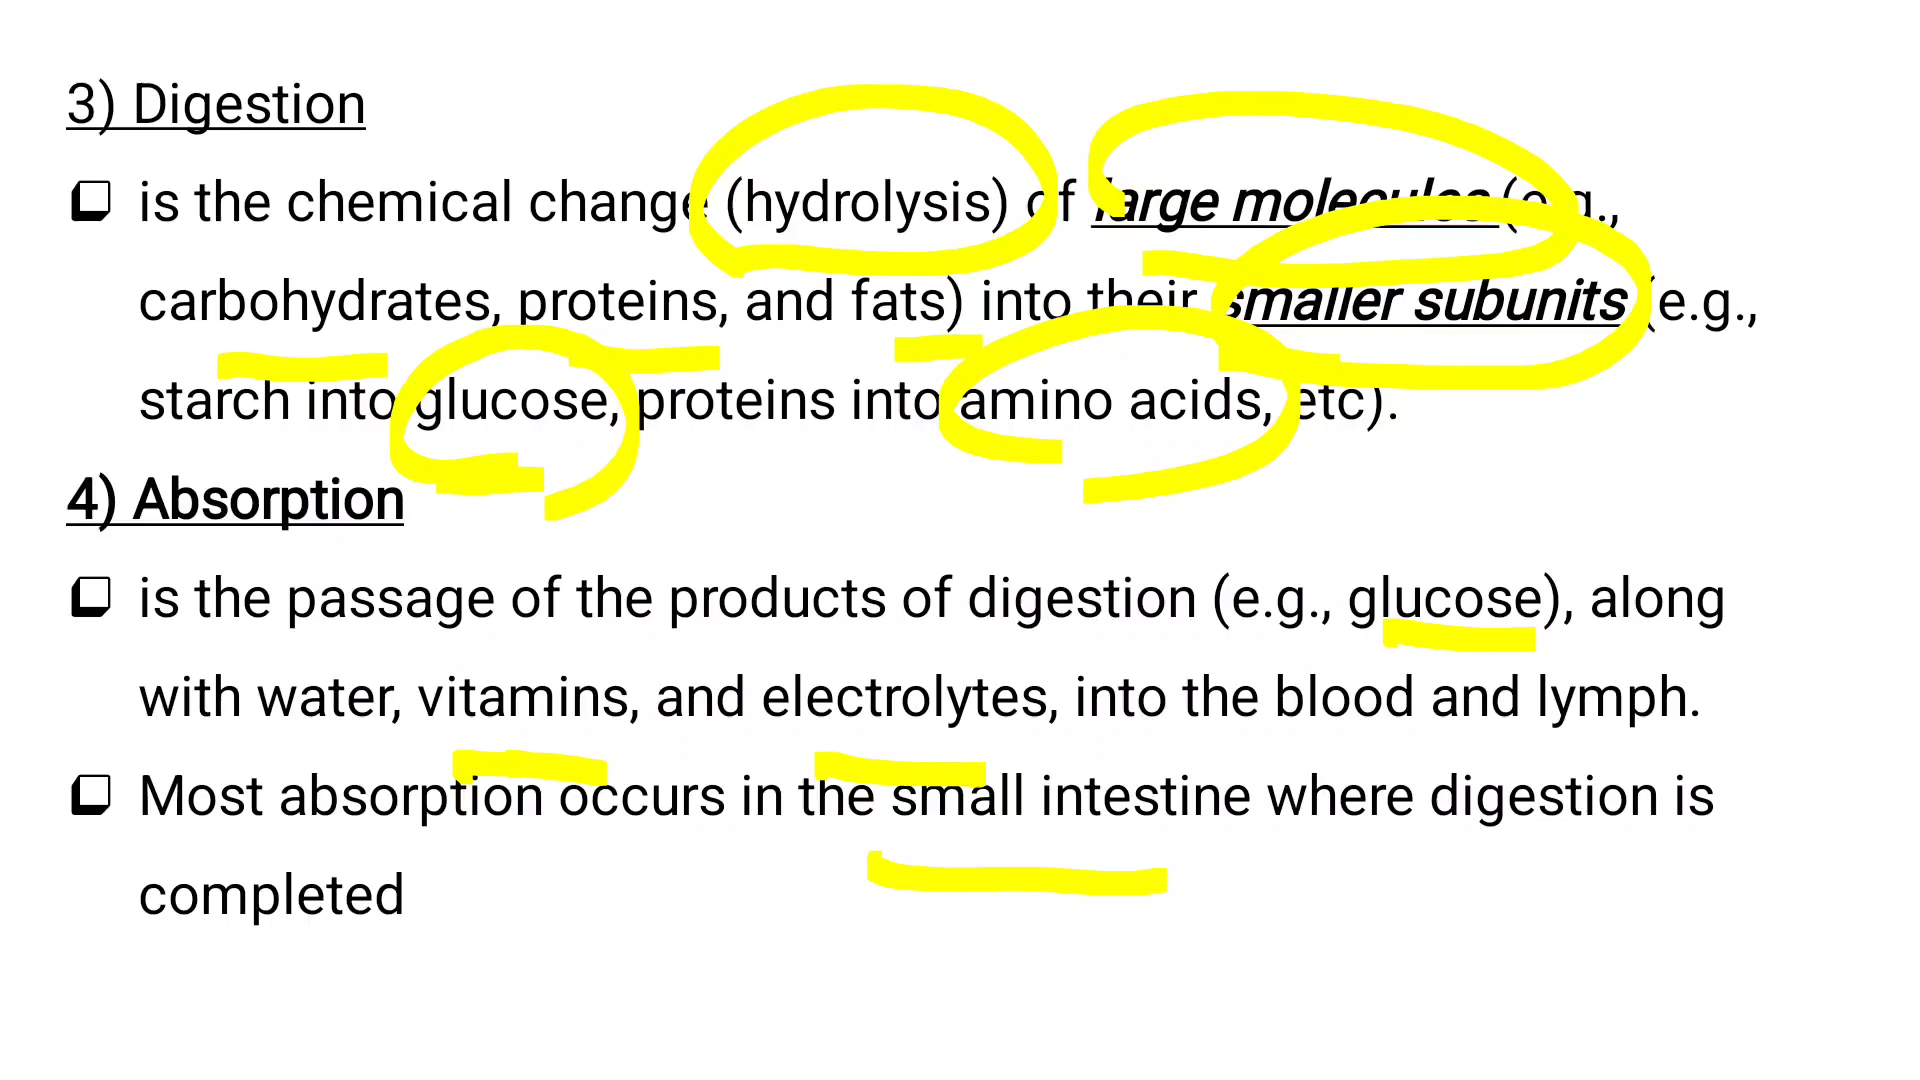 3) Digestion
❑ is the chemical change (hydrolysis) of large molecules (e.g.,
carbohydrates, proteins, and fats) into their smaller subunits (e.g.,
starch into glucose, proteins into amino acids, etc).
4) Absorption
❑ is the passage of the products of digestion (e.g., glucose), along
with water, vitamins, and electrolytes, into the blood and lymph.
❑ Most absorption occurs in the small intestine where digestion is
completed